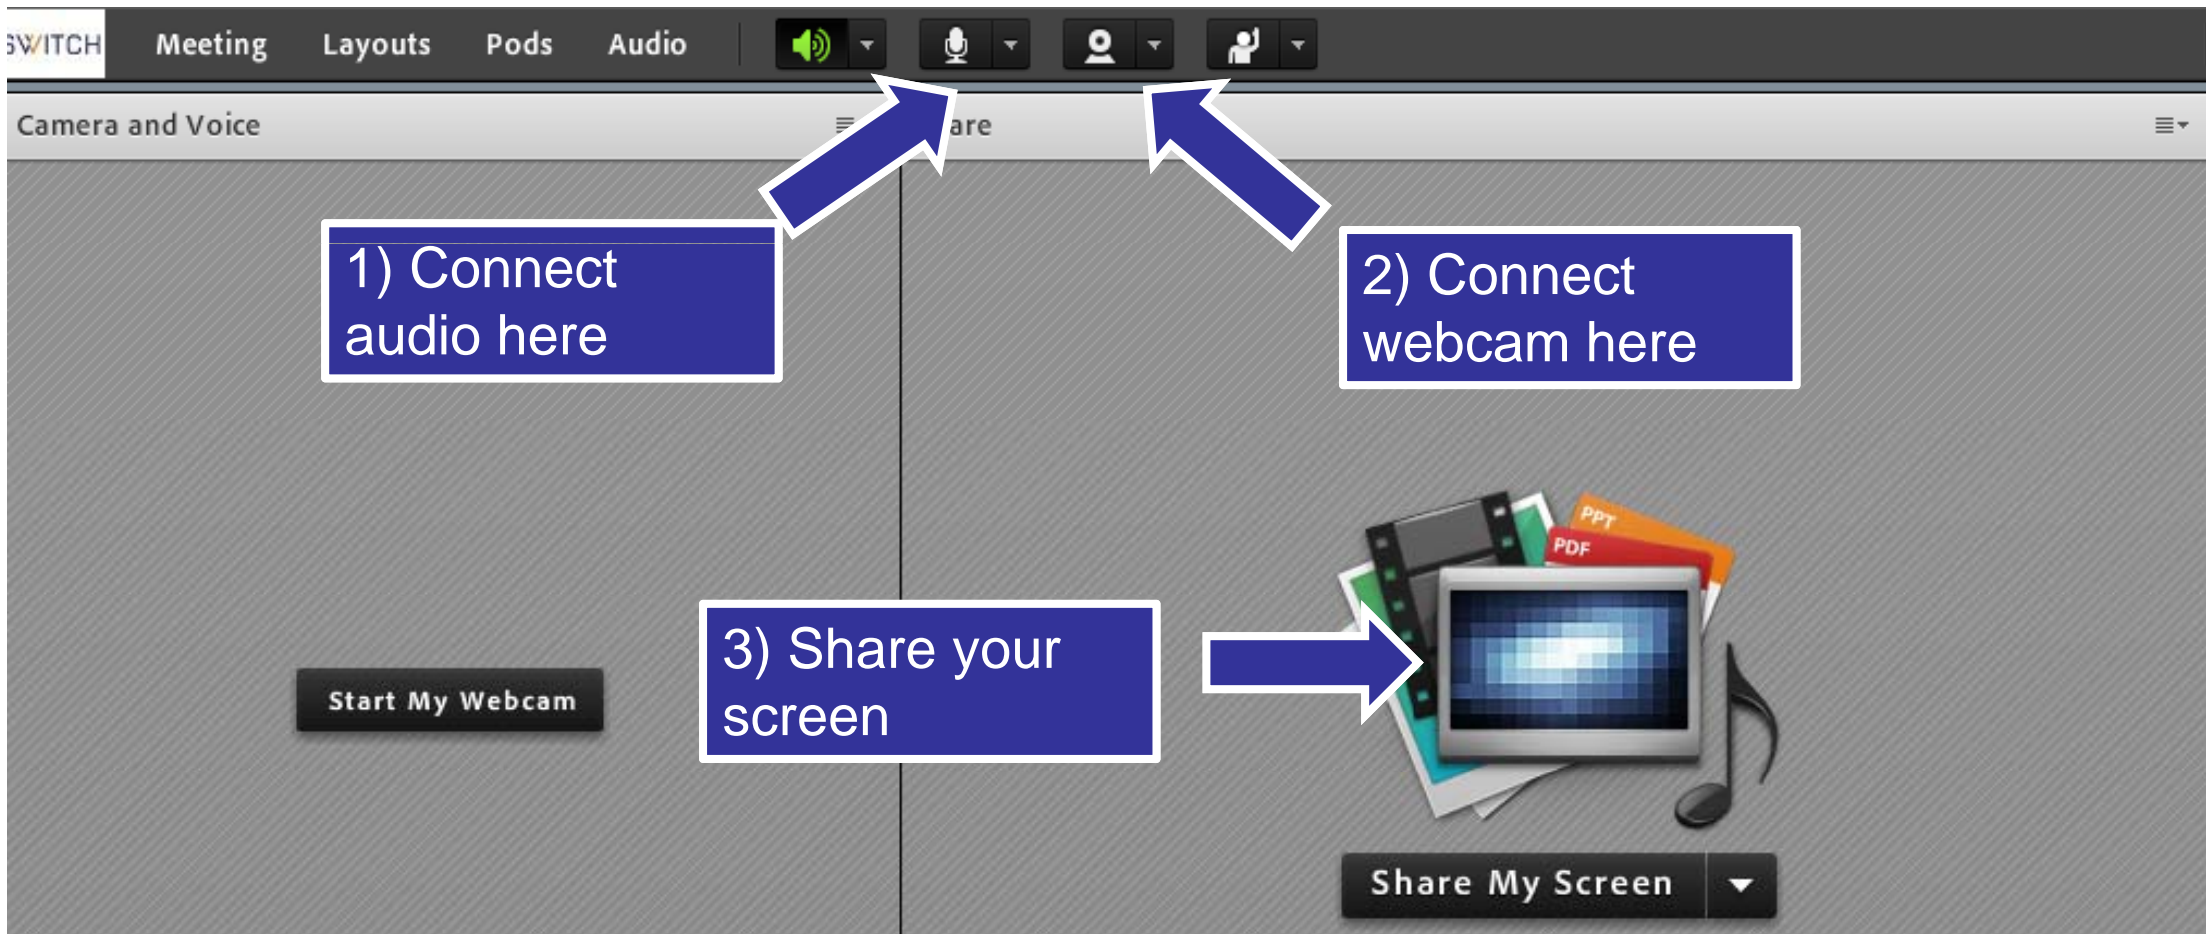 SWITCH Meeting Layouts Pods Audio
Camera and Voice
are
1) Connect
audio here
2) Connect
webcam here
PPT
PDF
3) Share your
screen
Start My Webcam
Share My Screen